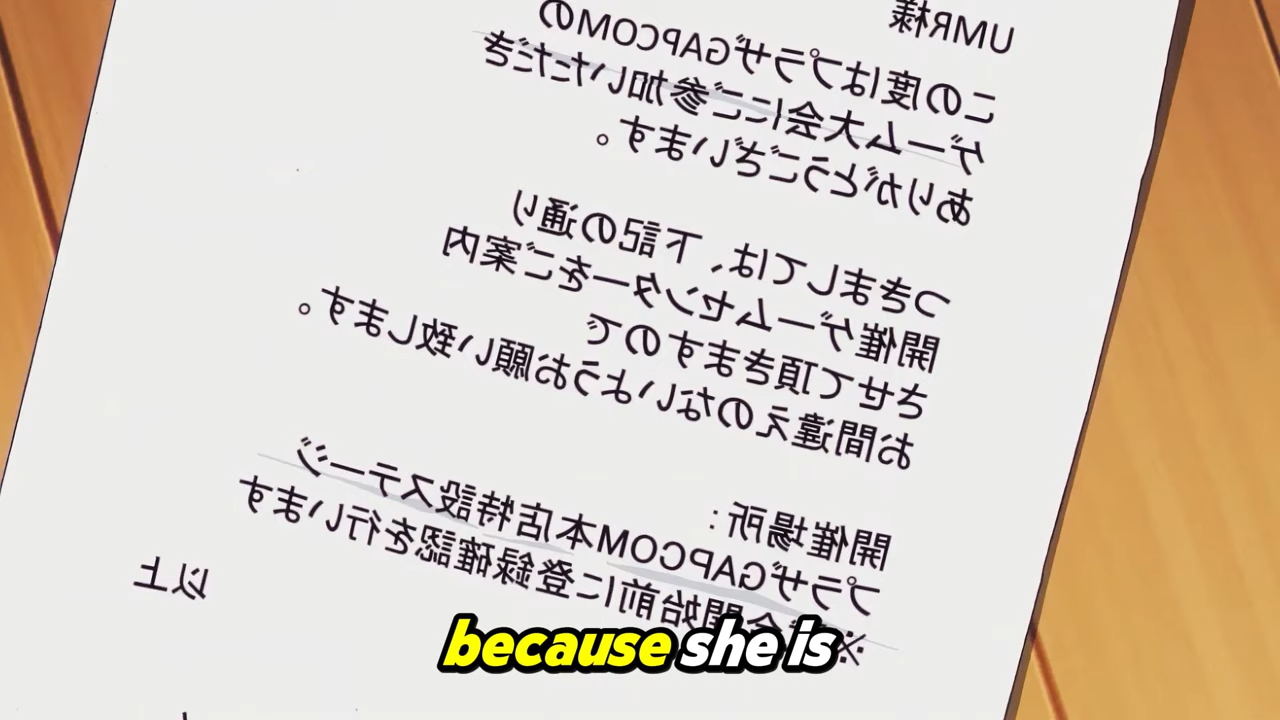 UMR様
この度はプラザGAPCOMの
ゲーム大会にご参加いただき
ありがとうございます。
つきましては、下記の通り
開催ゲームセンターをご案内
させて頂きますので
お間違えのないようお願い致します。
開催場所：
プラザGAPCOM本店特設ステージ
※大会開始前に登録確認を行います
以上
because she is